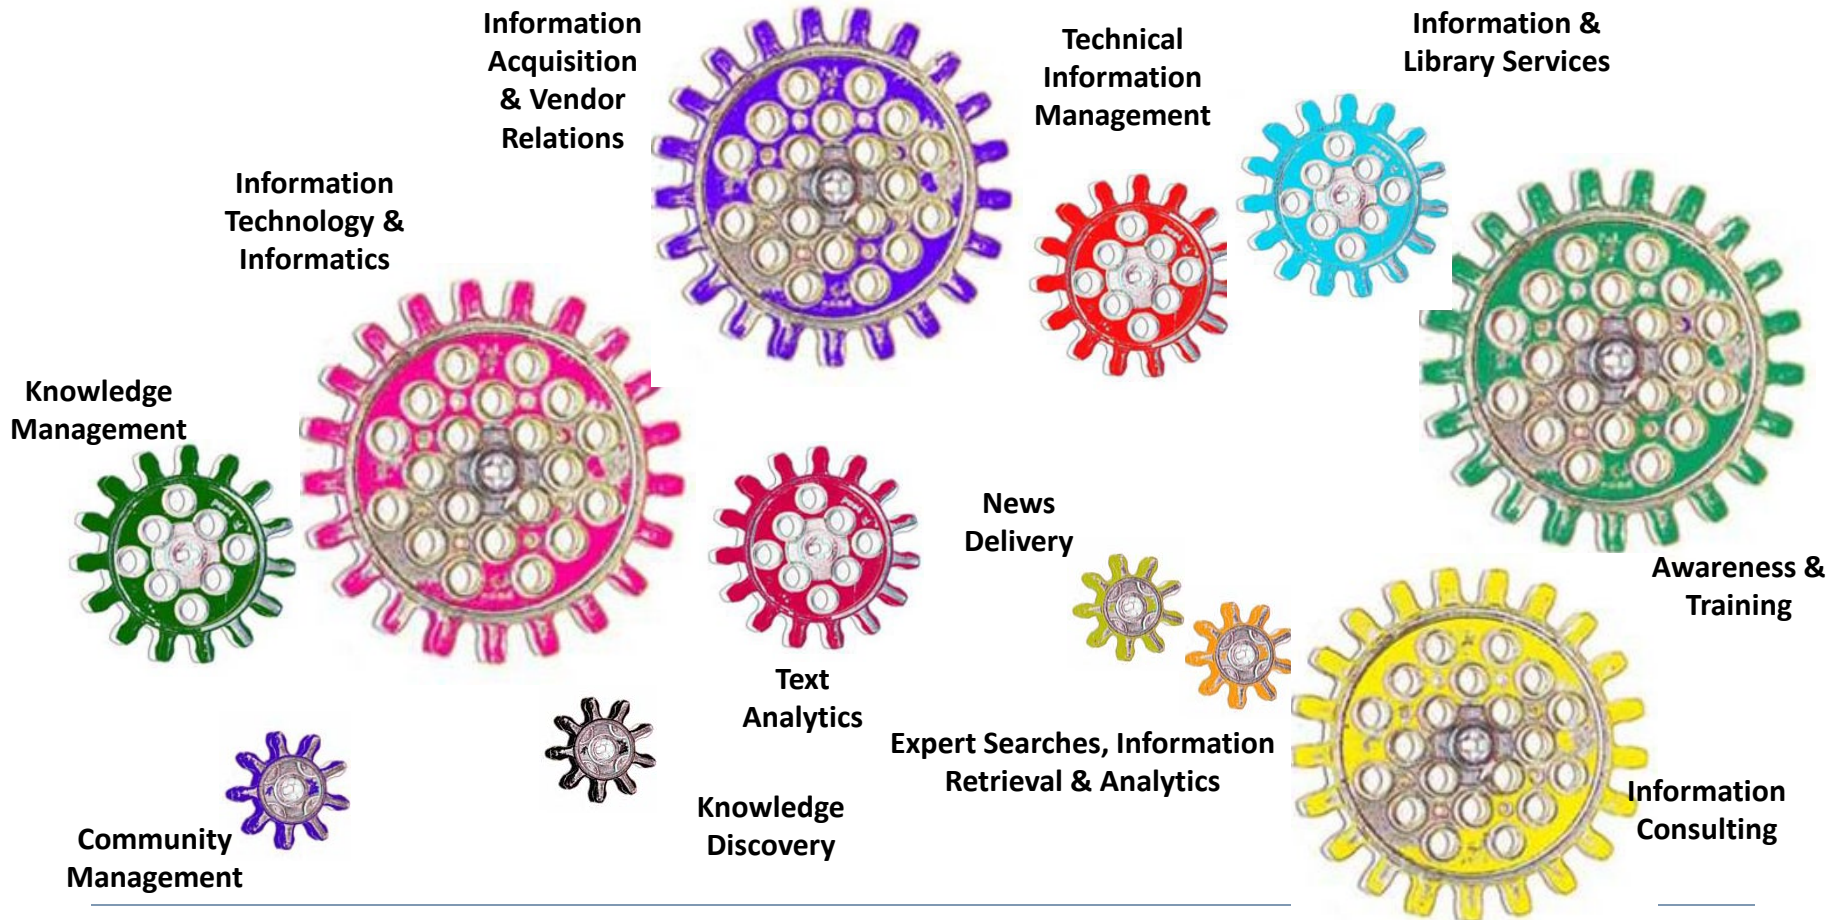 Information
Acquisition
& Vendor
Relations
Technical
Information
Management
Information &
Library Services
Information
Technology &
Informatics
Knowledge
Management
News
Delivery
Awareness &
Training
Text
Analytics
Expert Searches, Information
Retrieval & Analytics
Information
Consulting
Knowledge
Discovery
Community
Management